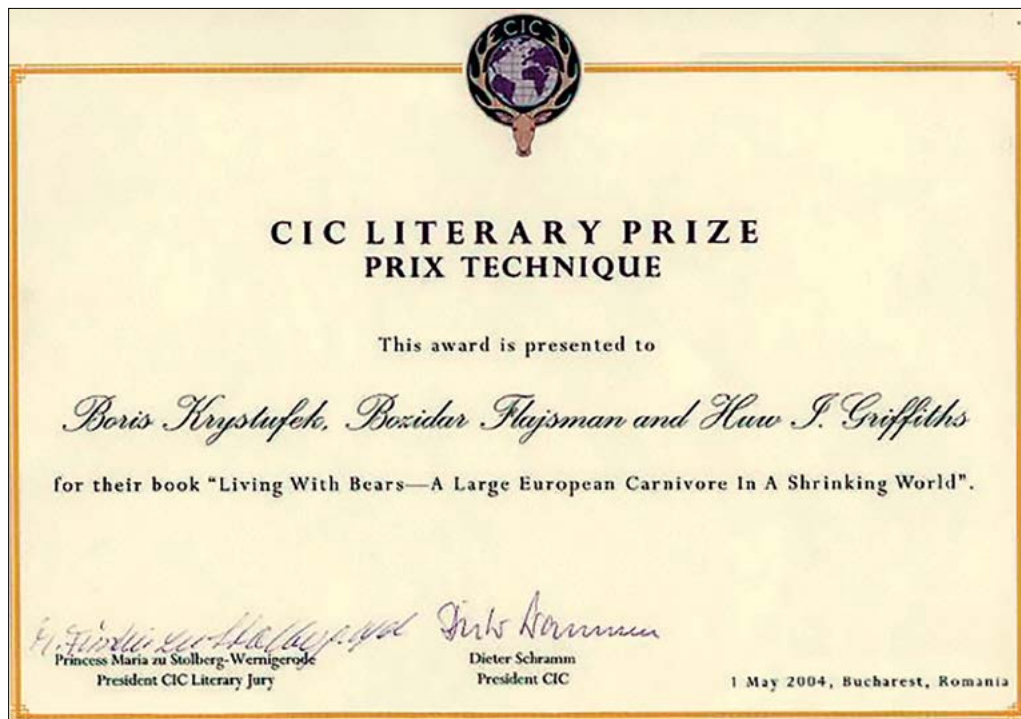 CIC
CIC LITERARY PRIZE
PRIX TECHNIQUE
This award is presented to
Boris Krystufek, Bozidar Flajsman and Huw I. Griffiths
for their book "Living With Bears—A Large European Carnivore In A Shrinking World".
Princess Maria zu Stolberg-Wernigerode
President CIC Literary Jury
Dieter Schramm
President CIC
1 May 2004, Bucharest, Romania